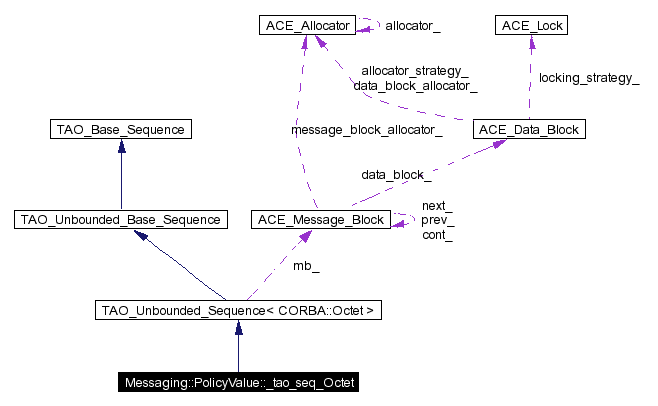 ACE_Allocator
allocator_
ACE_Lock
allocator_strategy_
data_block_allocator_
locking_strategy_
TAO_Base_Sequence
message_block_allocator_
ACE_Data_Block
data_block_
TAO_Unbounded_Base_Sequence
ACE_Message_Block
next_
prev_
cont_
mb_
TAO_Unbounded_Sequence< CORBA::Octet >
Messaging::PolicyValue::_tao_seq_Octet